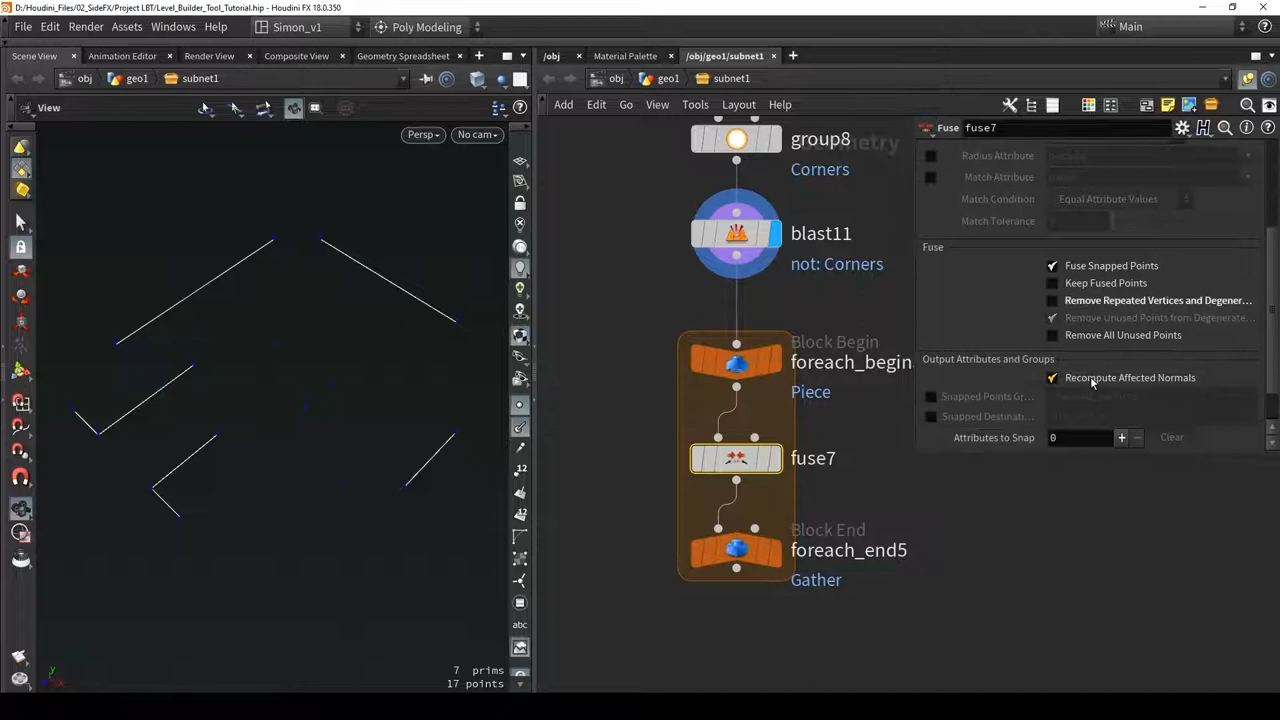 D:/Houdini_Files/02_SideFX/Project LBT/Level_Builder_Tool_Tutorial.hip - Houdini FX 18.0.350
File Edit Render Assets Windows Help
Simon_v1
Poly Modeling
Main
Scene View
Animation Editor
Render View
Composite View
Geometry Spreadsheet
/obj
Material Palette
/obj/geo1/subnet1
obj geo1 subnet1
obj geo1 subnet1
View
Add Edit Go View Tools Layout Help
Persp
No cam
group8
Corners
blast11
not: Corners
Block Begin
foreach_begin
Piece
fuse7
Block End
foreach_end5
Gather
Fuse fuse7
Radius Attribute
Match Attribute
Match Condition Equal Attribute Values
Match Tolerance
Fuse
Fuse Snapped Points
Keep Fused Points
Remove Repeated Vertices and Degener...
Remove Unused Points from Degenerate...
Remove All Unused Points
Output Attributes and Groups
Recompute Affected Normals
Snapped Points Gr...
Snapped Destinat...
Attributes to Snap 0 Clear
12
12
abc
7 prims
17 points
y